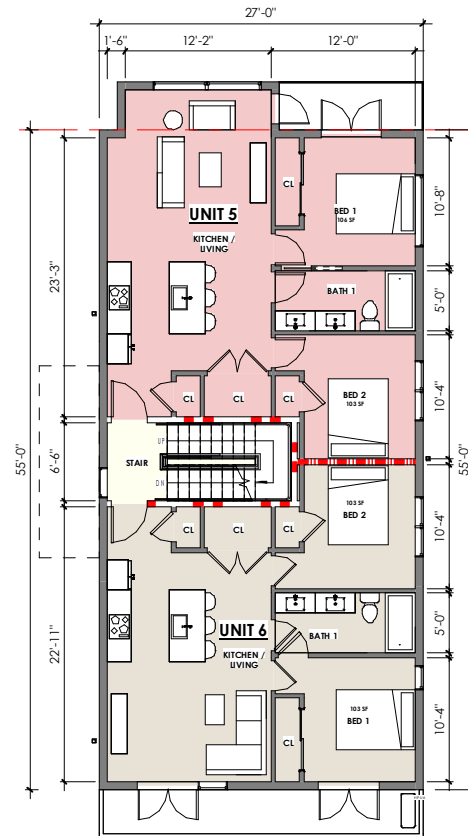 27'-0"
1'-6"
12'-2"
12'-0"
CL
BED 1
106 SF
10'-8"
UNIT 5
KITCHEN /
LIVING
23'-3"
BATH 1
5'-0"
BED 2
103 SF
10'-4"
CL
CL
CL
UP
STAIR
DN
6'-6"
55'-0"
55'-0"
103 SF
BED 2
10'-4"
CL
CL
CL
UNIT 6
KITCHEN /
LIVING
22'-11"
BATH 1
5'-0"
103 SF
BED 1
CL
10'-4"